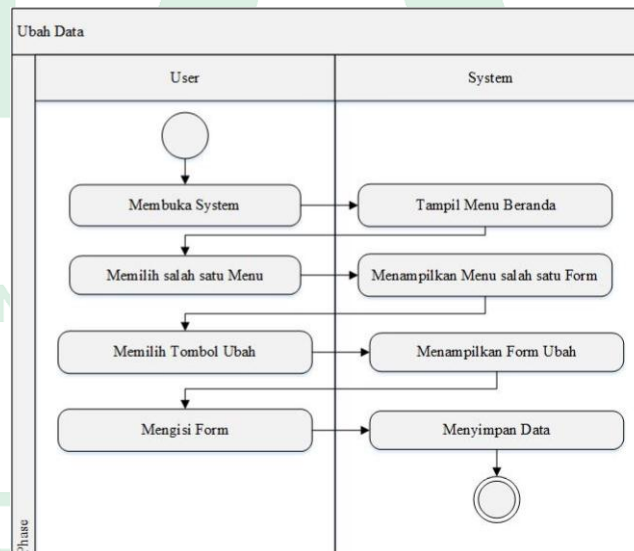 Ubah Data
User
System
Membuka System
Tampil Menu Beranda
Memilih salah satu Menu
Menampilkan Menu salah satu Form
Memilih Tombol Ubah
Menampilkan Form Ubah
Mengisi Form
Menyimpan Data
Phase